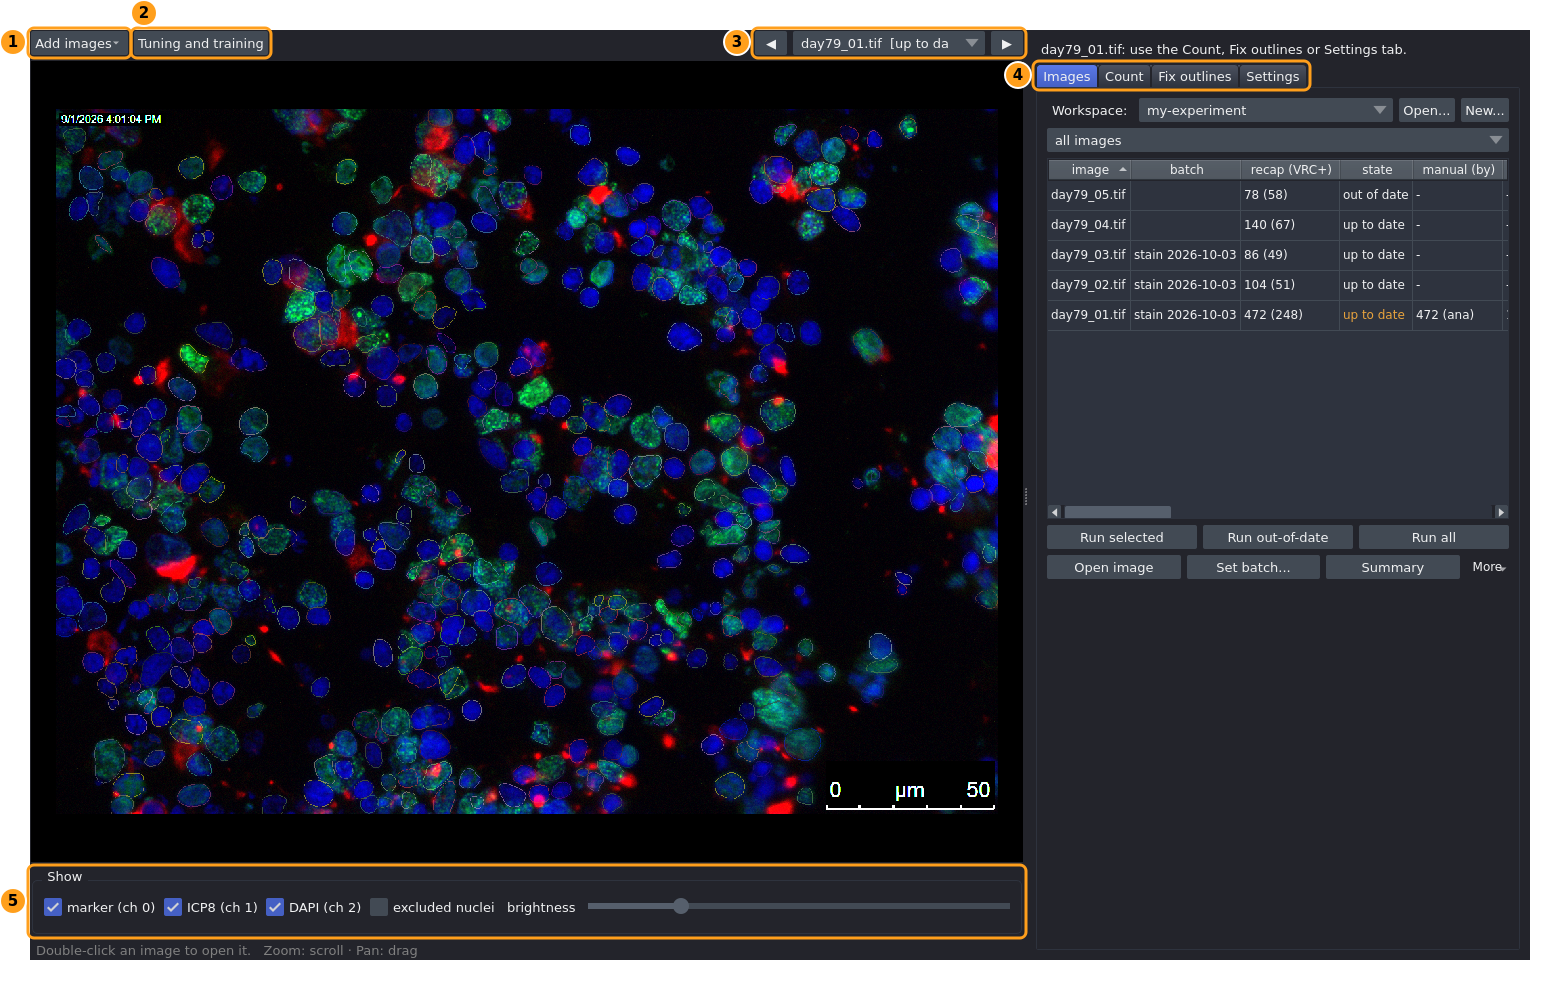 2
1
Add images
Tuning and training
3
◀
day79_01.tif [up to da
▶
day79_01.tif: use the Count, Fix outlines or Settings tab.
4
Images
Count
Fix outlines
Settings
Workspace:
my-experiment
Open...
New...
all images
image
batch
recap (VRC+)
state
manual (by)
day79_05.tif
78 (58)
out of date
-
day79_04.tif
140 (67)
up to date
-
day79_03.tif
stain 2026-10-03
86 (49)
up to date
-
day79_02.tif
stain 2026-10-03
104 (51)
up to date
-
day79_01.tif
stain 2026-10-03
472 (248)
up to date
472 (ana)
Run selected
Run out-of-date
Run all
Open image
Set batch...
Summary
More
9/1/2026 4:01:04 PM
0 µm 50
5
Show
marker (ch 0)
ICP8 (ch 1)
DAPI (ch 2)
excluded nuclei
brightness
Double-click an image to open it. Zoom: scroll · Pan: drag